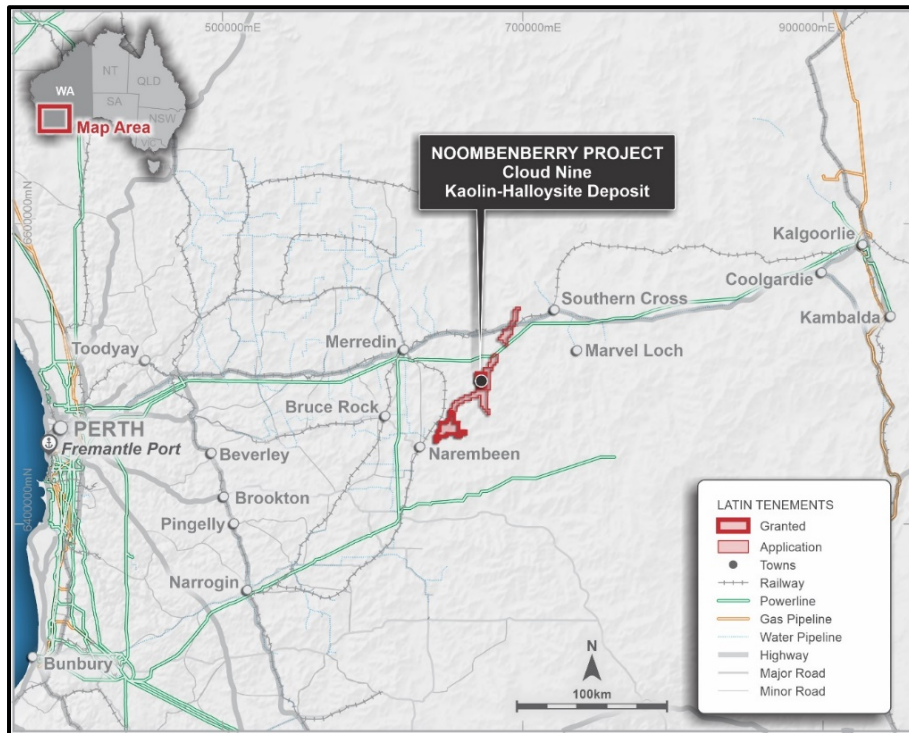 500000mE
700000mE
900000mE
NT
QLD
WA
SA
NSW
Map Area
NOOMBENBERRY PROJECT
Cloud Nine
Kaolin-Halloysite Deposit
6600000mN
Kalgoorlie
Coolgardie
Southern Cross
Kambalda
Merredin
Marvel Loch
Toodyay
Bruce Rock
PERTH
Fremantle Port
Narembeen
Beverley
Brookton
6400000mN
Pingelly
Narrogin
Bunbury
LATIN TENEMENTS
Granted
Application
Towns
Railway
Powerline
Gas Pipeline
Water Pipeline
Highway
Major Road
Minor Road
N
100km